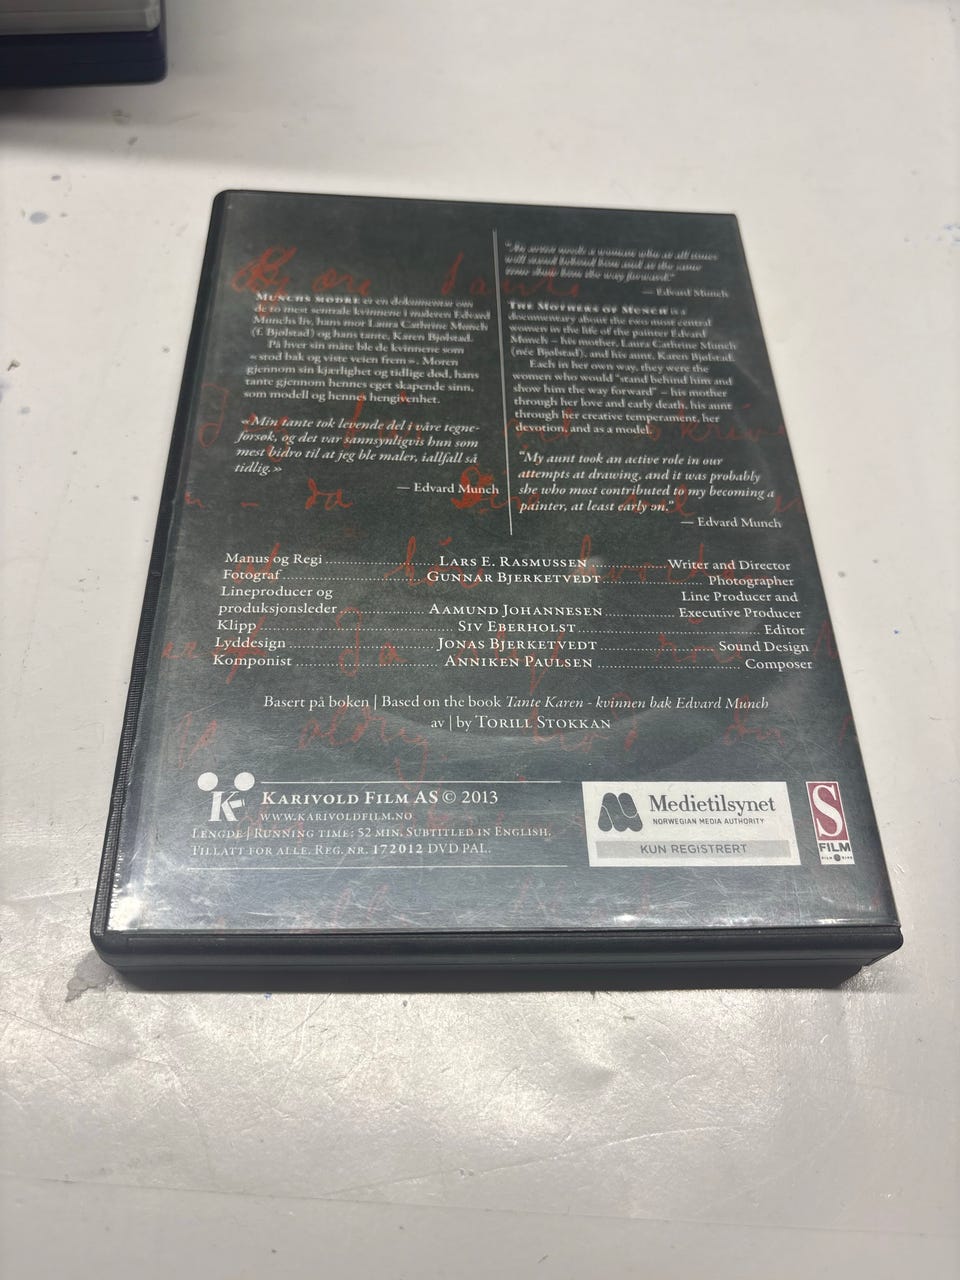 Munchs mødre er en dokumentar om
de to mest sentrale kvinnene i maleren Edvard
Munchs liv, hans mor Laura Cathrine Munch
(f. Bjølstad) og hans tante, Karen Bjølstad.
På hver sin måte ble de kvinnene som
«stod bak og viste veien frem». Moren
gjennom sin kjærlighet og tidlige død, hans
tante gjennom hennes eget skapende sinn,
som modell og hennes hengivenhet.
«Min tante tok levende del i våre tegne-
forsøk, og det var sannsynligvis hun som
mest bidro til at jeg ble maler, iallfall så
tidlig.»
— Edvard Munch
"An artist needs a woman who at all times
will stand behind him and at the same
time show him the way forward."
— Edvard Munch
The Mothers of Munch is a
documentary about the two most central
women in the life of the painter Edvard
Munch – his mother, Laura Cathrine Munch
(née Bjølstad), and his aunt, Karen Bjølstad.
Each in her own way, they were the
women who would "stand behind him and
show him the way forward" – his mother
through her love and early death, his aunt
through her creative temperament, her
devotion, and as a model.
"My aunt took an active role in our
attempts at drawing, and it was probably
she who most contributed to my becoming a
painter, at least early on."
— Edvard Munch
Manus og Regi ........ Lars E. Rasmussen ........ Writer and Director
Fotograf ........ Gunnar Bjerketvedt ........ Photographer
Lineproducer og Line Producer and
produksjonsleder ........ Aamund Johannesen ........ Executive Producer
Klipp ........ Siv Eberholst ........ Editor
Lyddesign ........ Jonas Bjerketvedt ........ Sound Design
Komponist ........ Anniken Paulsen ........ Composer
Basert på boken | Based on the book Tante Karen - kvinnen bak Edvard Munch
av | by Torill Stokkan
K F
Karivold Film AS © 2013
www.karivoldfilm.no
Lengde | Running time: 52 min. Subtitled in English.
Tillatt for alle. Reg. nr. 172012 DVD PAL.
Medietilsynet
NORWEGIAN MEDIA AUTHORITY
KUN REGISTRERT
S
FILM